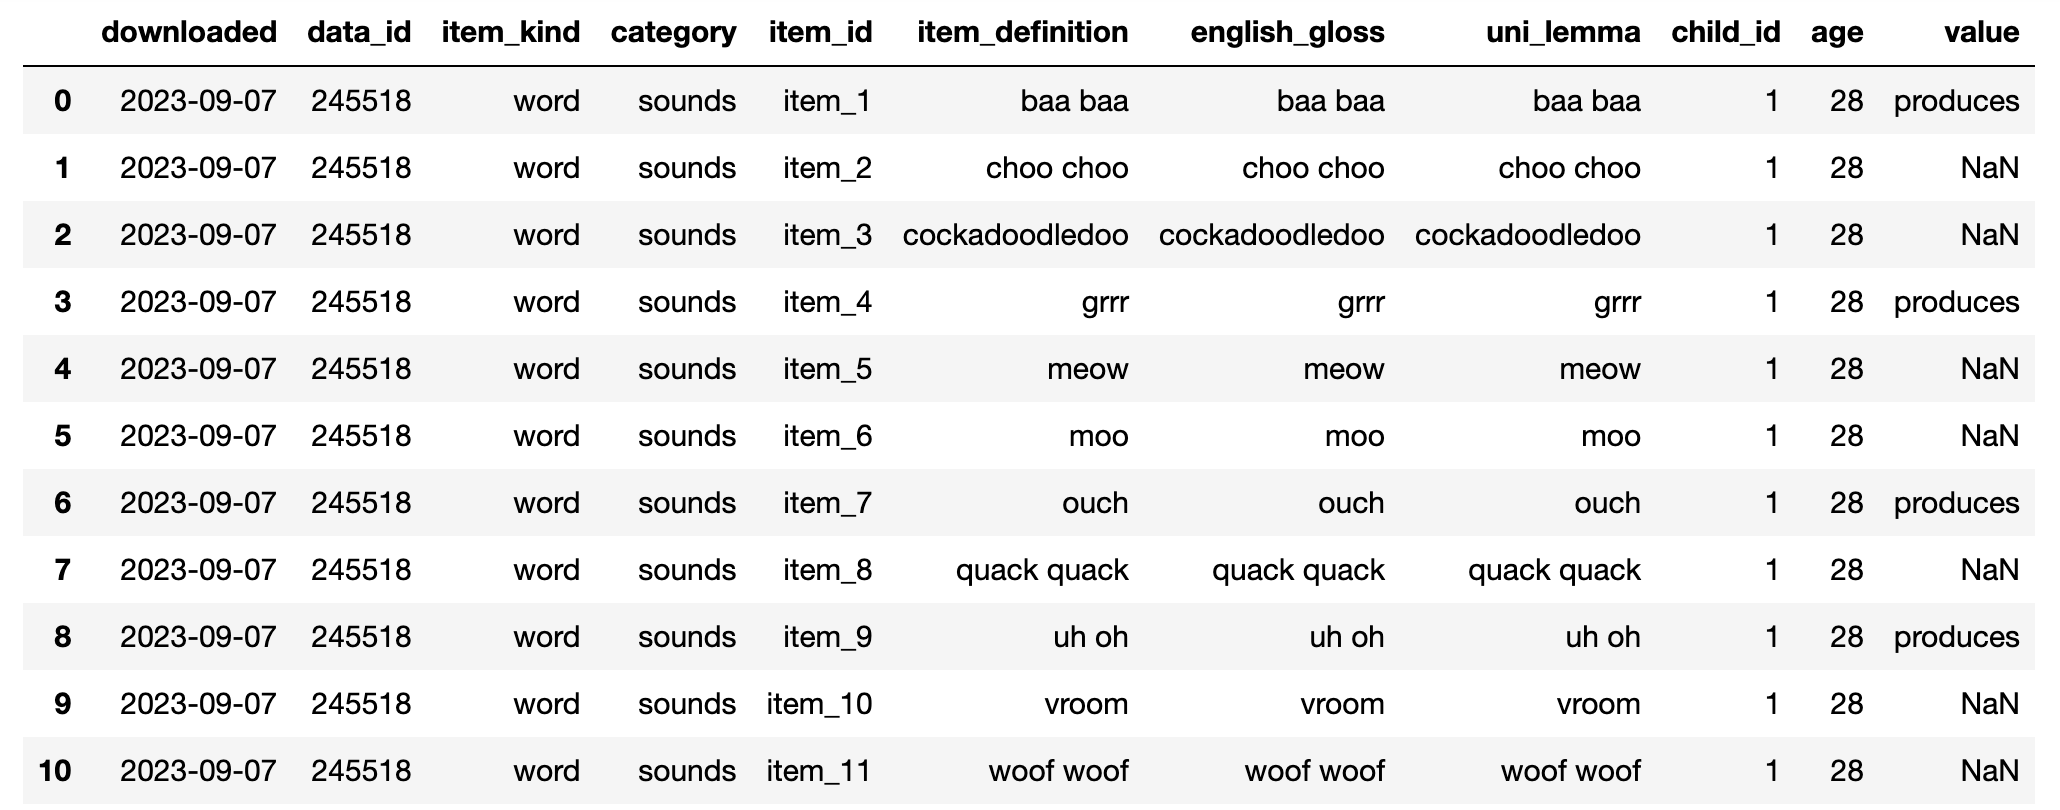 downloaded data_id item_kind category item_id item_definition english_gloss uni_lemma child_id age value
0 2023-09-07 245518 word sounds item_1 baa baa baa baa baa baa 1 28 produces
1 2023-09-07 245518 word sounds item_2 choo choo choo choo choo choo 1 28 NaN
2 2023-09-07 245518 word sounds item_3 cockadoodledoo cockadoodledoo cockadoodledoo 1 28 NaN
3 2023-09-07 245518 word sounds item_4 grrr grrr grrr 1 28 produces
4 2023-09-07 245518 word sounds item_5 meow meow meow 1 28 NaN
5 2023-09-07 245518 word sounds item_6 moo moo moo 1 28 NaN
6 2023-09-07 245518 word sounds item_7 ouch ouch ouch 1 28 produces
7 2023-09-07 245518 word sounds item_8 quack quack quack quack quack quack 1 28 NaN
8 2023-09-07 245518 word sounds item_9 uh oh uh oh uh oh 1 28 produces
9 2023-09-07 245518 word sounds item_10 vroom vroom vroom 1 28 NaN
10 2023-09-07 245518 word sounds item_11 woof woof woof woof woof woof 1 28 NaN